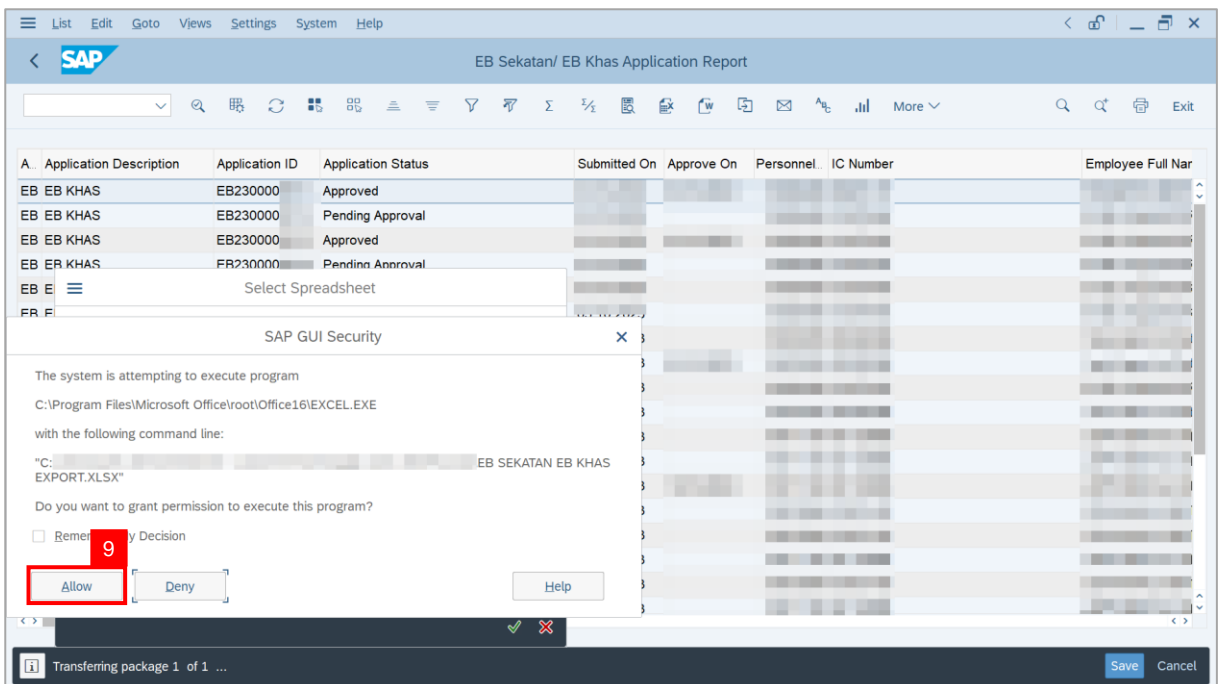 List Edit Goto Views Settings System Help
SAP
EB Sekatan/ EB Khas Application Report
More
Exit
A.. Application Description Application ID Application Status Submitted On Approve On Personnel.. IC Number Employee Full Nar
EB EB KHAS EB230000 Approved
EB EB KHAS EB230000 Pending Approval
EB EB KHAS EB230000 Approved
EB EB KHAS EB230000 Pending Approval
EB E
Select Spreadsheet
EB E
SAP GUI Security
The system is attempting to execute program
C:\Program Files\Microsoft Office\root\Office16\EXCEL.EXE
with the following command line:
"C: EB SEKATAN EB KHAS
EXPORT.XLSX"
Do you want to grant permission to execute this program?
Decision
9
Allow Deny Help
Transferring package 1 of 1 ...
Save Cancel